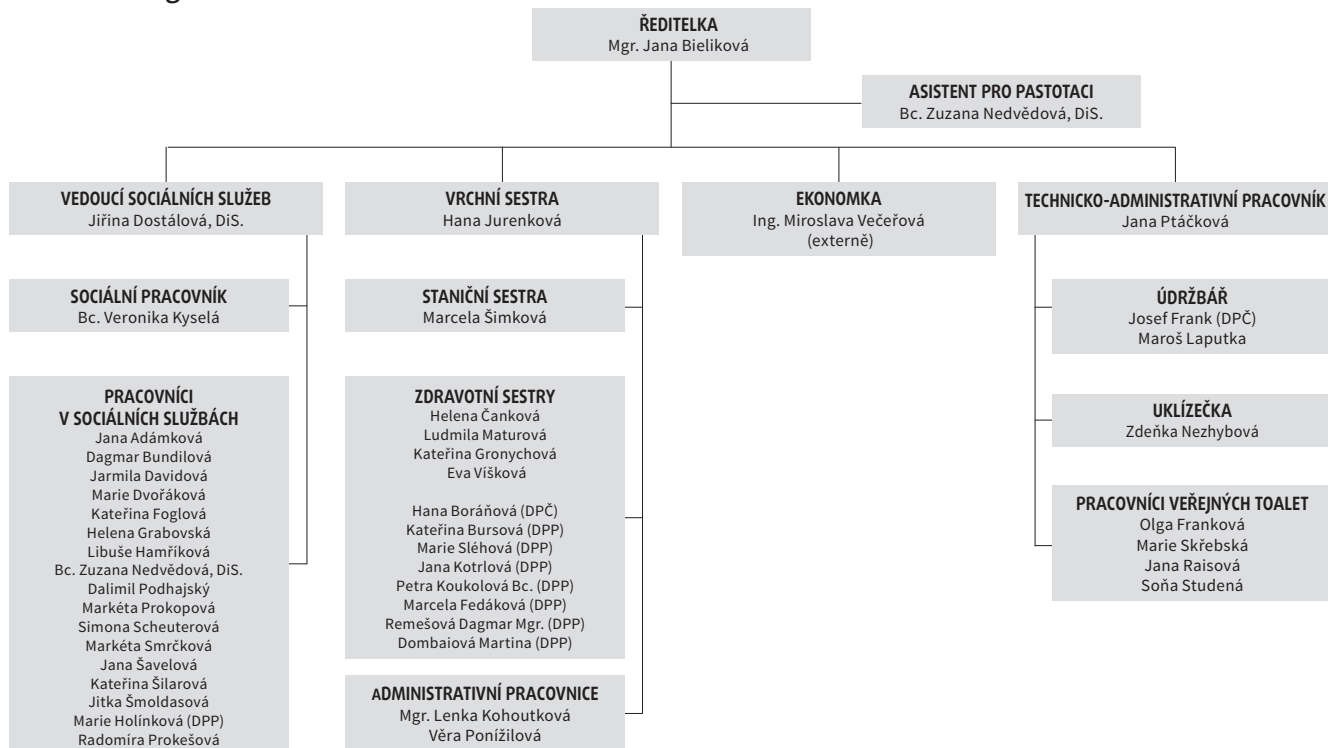 ŘEDITELKA
Mgr. Jana Bieliková
ASISTENT PRO PASTOTACI
Bc. Zuzana Nedvědová, DiS.
VEDOUCÍ SOCIÁLNÍCH SLUŽEB
Jiřina Dostálová, DiS.
VRCHNÍ SESTRA
Hana Jurenková
EKONOMKA
Ing. Miroslava Večeřová
(externě)
TECHNICKO-ADMINISTRATIVNÍ PRACOVNÍK
Jana Ptáčková
SOCIÁLNÍ PRACOVNÍK
Bc. Veronika Kyselá
PRACOVNÍCI
V SOCIÁLNÍCH SLUŽBÁCH
Jana Adámková
Dagmar Bundilová
Jarmila Davidová
Marie Dvořáková
Kateřina Foglová
Helena Grabovská
Libuše Hamříková
Bc. Zuzana Nedvědová, DiS.
Dalimil Podhajský
Markéta Prokopová
Simona Scheuterová
Markéta Smrčková
Jana Šavelová
Kateřina Šilarová
Jitka Šmoldasová
Marie Holínková (DPP)
Radomíra Prokešová
STANIČNÍ SESTRA
Marcela Šimková
ZDRAVOTNÍ SESTRY
Helena Čanková
Ludmila Maturová
Kateřina Gronychová
Eva Víšková
Hana Boráňová (DPČ)
Kateřina Bursová (DPP)
Marie Sléhová (DPP)
Jana Kotrlová (DPP)
Petra Koukolová Bc. (DPP)
Marcela Fedáková (DPP)
Remešová Dagmar Mgr. (DPP)
Dombaiová Martina (DPP)
ADMINISTRATIVNÍ PRACOVNICE
Mgr. Lenka Kohoutková
Věra Ponížilová
ÚDRŽBÁŘ
Josef Frank (DPČ)
Maroš Laputka
UKLÍZEČKA
Zdeňka Nezhybová
PRACOVNÍCI VEŘEJNÝCH TOALET
Olga Franková
Marie Skřebská
Jana Raisová
Soňa Studená